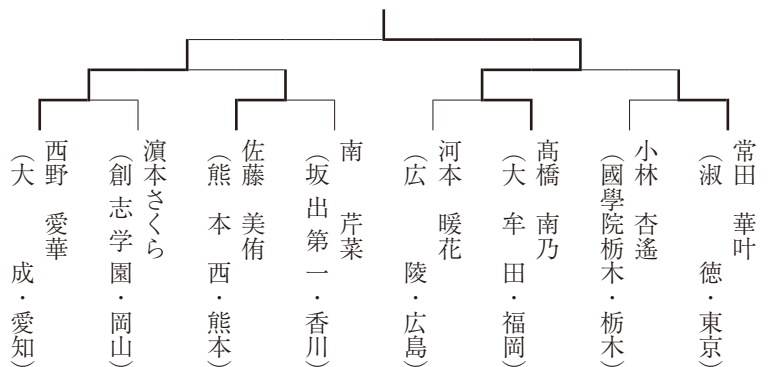 常田　華叶
（淑　　徳・東京）
小林　杏遙
（國學院栃木・栃木）
髙橋　南乃
（大　牟　田・福岡）
河本　暖花
（広　　陵・広島）
南　　芹菜
（坂出第一・香川）
佐藤　美侑
（熊　本　西・熊本）
濵本さくら
（創志学園・岡山）
西野　愛華
（大　　成・愛知）